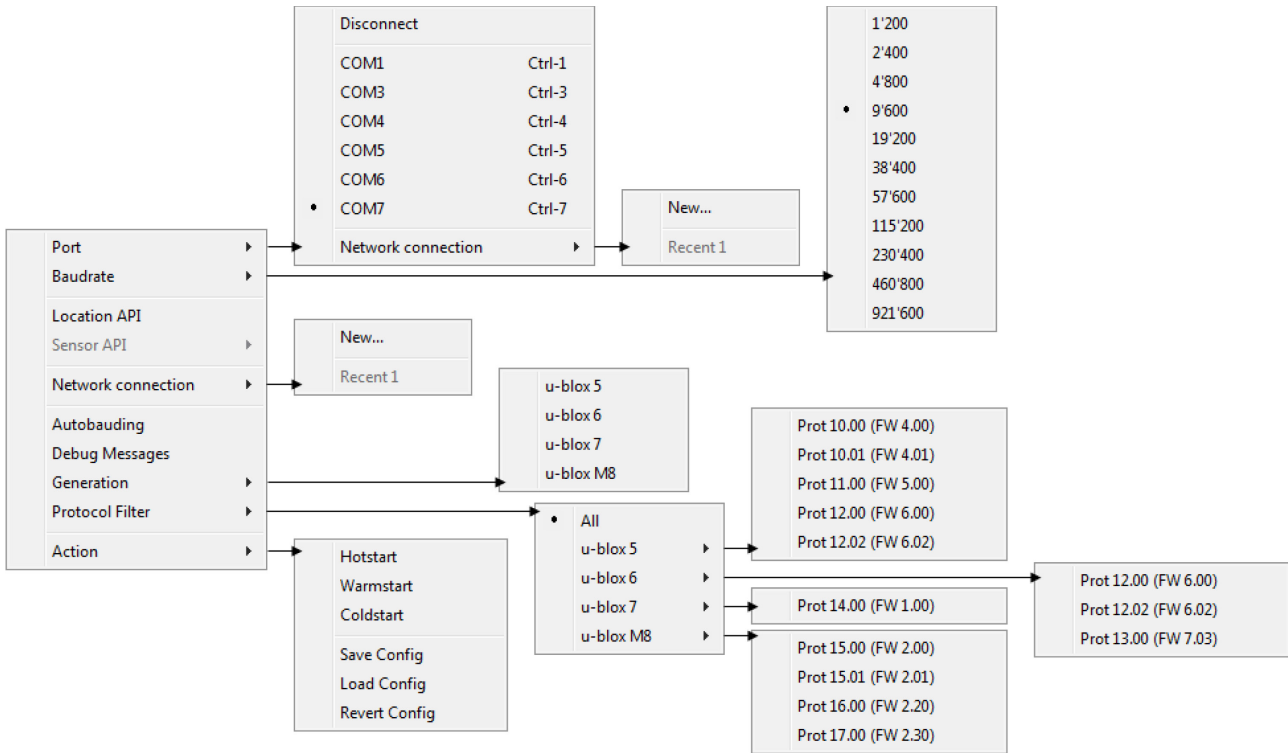 Disconnect
COM1 Ctrl-1
COM3 Ctrl-3
COM4 Ctrl-4
COM5 Ctrl-5
COM6 Ctrl-6
COM7 Ctrl-7
Network connection
New...
Recent 1
1'200
2'400
4'800
9'600
19'200
38'400
57'600
115'200
230'400
460'800
921'600
Port
Baudrate
Location API
Sensor API
Network connection
Autobauding
Debug Messages
Generation
Protocol Filter
Action
New...
Recent 1
u-blox 5
u-blox 6
u-blox 7
u-blox M8
All
u-blox 5
u-blox 6
u-blox 7
u-blox M8
Prot 10.00 (FW 4.00)
Prot 10.01 (FW 4.01)
Prot 11.00 (FW 5.00)
Prot 12.00 (FW 6.00)
Prot 12.02 (FW 6.02)
Prot 12.00 (FW 6.00)
Prot 12.02 (FW 6.02)
Prot 13.00 (FW 7.03)
Prot 14.00 (FW 1.00)
Prot 15.00 (FW 2.00)
Prot 15.01 (FW 2.01)
Prot 16.00 (FW 2.20)
Prot 17.00 (FW 2.30)
Hotstart
Warmstart
Coldstart
Save Config
Load Config
Revert Config